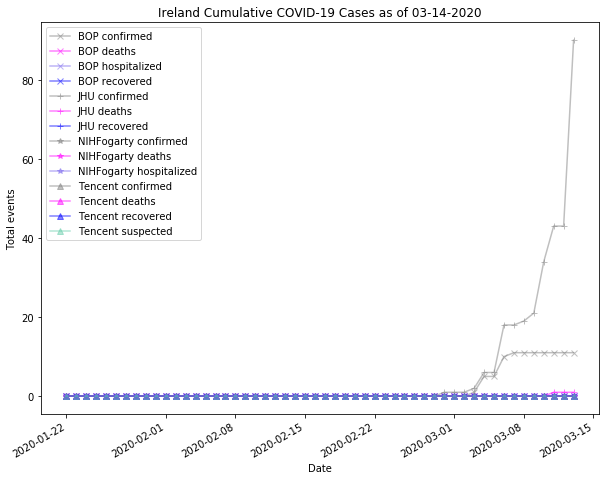 Ireland Cumulative COVID-19 Cases as of 03-14-2020
BOP confirmed
BOP deaths
BOP hospitalized
BOP recovered
JHU confirmed
JHU deaths
JHU recovered
NIHFogarty confirmed
NIHFogarty deaths
NIHFogarty hospitalized
Tencent confirmed
Tencent deaths
Tencent recovered
Tencent suspected
Total events
80
60
40
20
0
2020-01-22
2020-02-01
2020-02-08
2020-02-15
2020-02-22
2020-03-01
2020-03-08
2020-03-15
Date